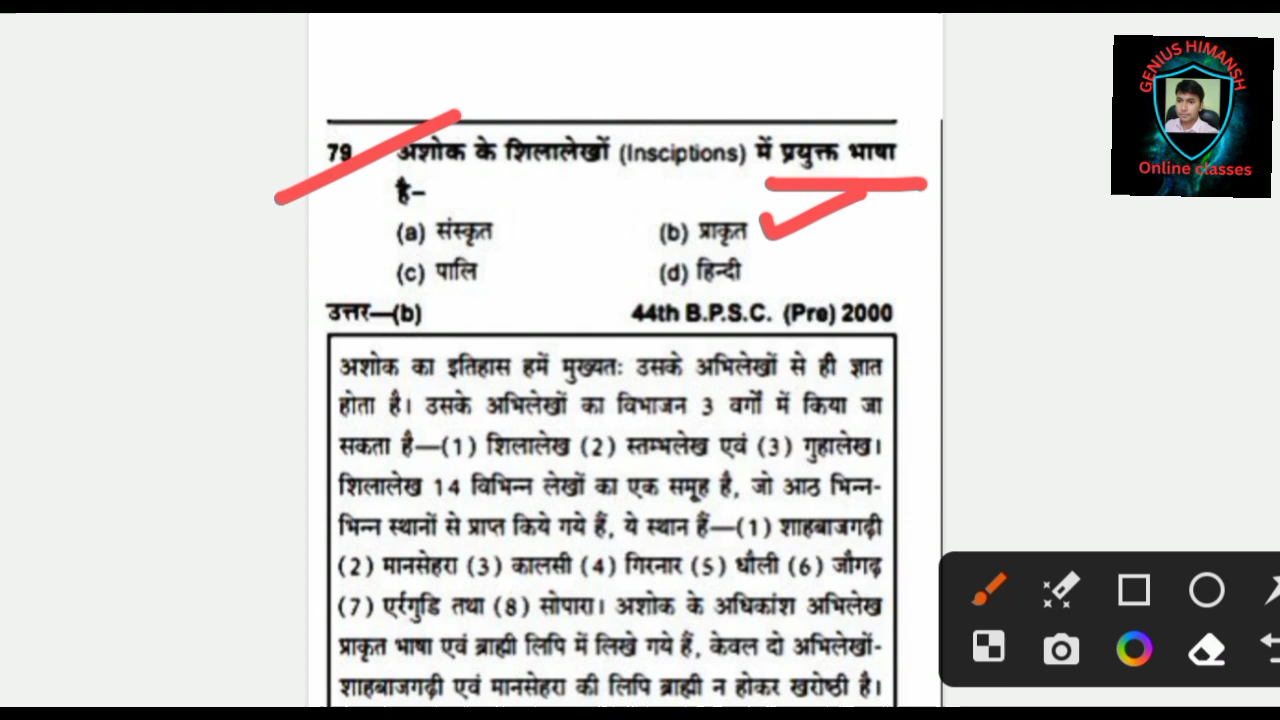 GENIUS HIMANSH
Online classes
79. अशोक के शिलालेखों (Insciptions) में प्रयुक्त भाषा
है–
(a) संस्कृत (b) प्राकृत
(c) पालि (d) हिन्दी
उत्तर—(b) 44th B.P.S.C. (Pre) 2000
अशोक का इतिहास हमें मुख्यतः उसके अभिलेखों से ही ज्ञात
होता है। उसके अभिलेखों का विभाजन 3 वर्गों में किया जा
सकता है—(1) शिलालेख (2) स्तम्भलेख एवं (3) गुहालेख।
शिलालेख 14 विभिन्न लेखों का एक समूह है, जो आठ भिन्न-
भिन्न स्थानों से प्राप्त किये गये हैं, ये स्थान हैं—(1) शाहबाजगढ़ी
(2) मानसेहरा (3) कालसी (4) गिरनार (5) धौली (6) जौगढ़
(7) एर्रगुडि तथा (8) सोपारा। अशोक के अधिकांश अभिलेख
प्राकृत भाषा एवं ब्राह्मी लिपि में लिखे गये हैं, केवल दो अभिलेखों-
शाहबाजगढ़ी एवं मानसेहरा की लिपि ब्राह्मी न होकर खरोष्ठी है।